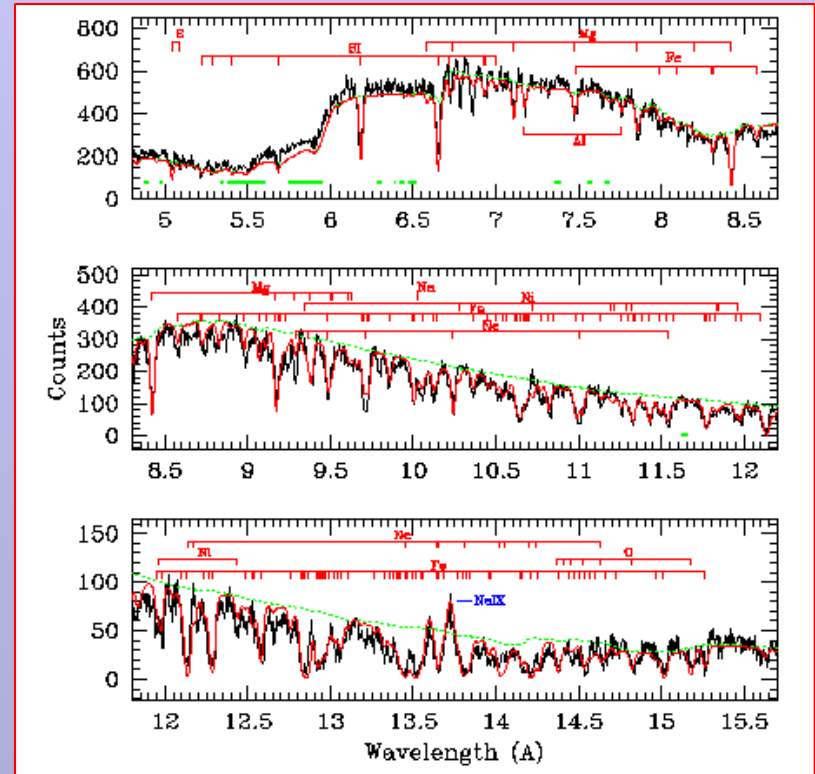 S
SI
Mg
Fe
Al
800
600
400
200
0
5 5.5 6 6.5 7 7.5 8 8.5
Mg
Na
Ni
Fe
Ne
500
400
300
200
100
0
8.5 9 9.5 10 10.5 11 11.5 12
Counts
Ne
Ni
O
Fe
NeIX
150
100
50
0
12 12.5 13 13.5 14 14.5 15 15.5
Wavelength (A)